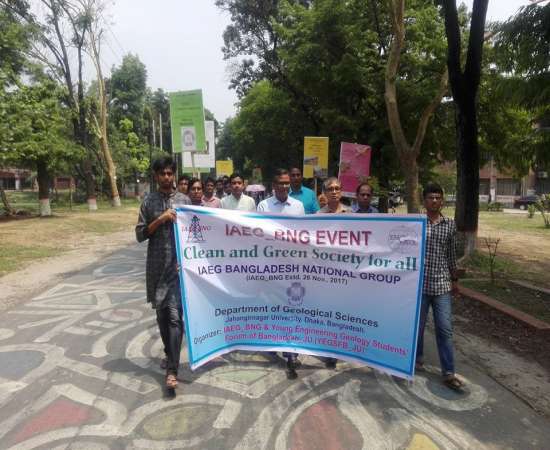 IAEG_BNG EVENT
Clean and Green Society for all
IAEG BANGLADESH NATIONAL GROUP
(IAEG_BNG Estd. 26 Nov., 2017)
Department of Geological Sciences
Jahangirnagar University, Dhaka, Bangladesh.
Organizer: IAEG_BNG & Young Engineering Geology Students'
Forum of Bangladesh, JU (YEGSFB_JU)